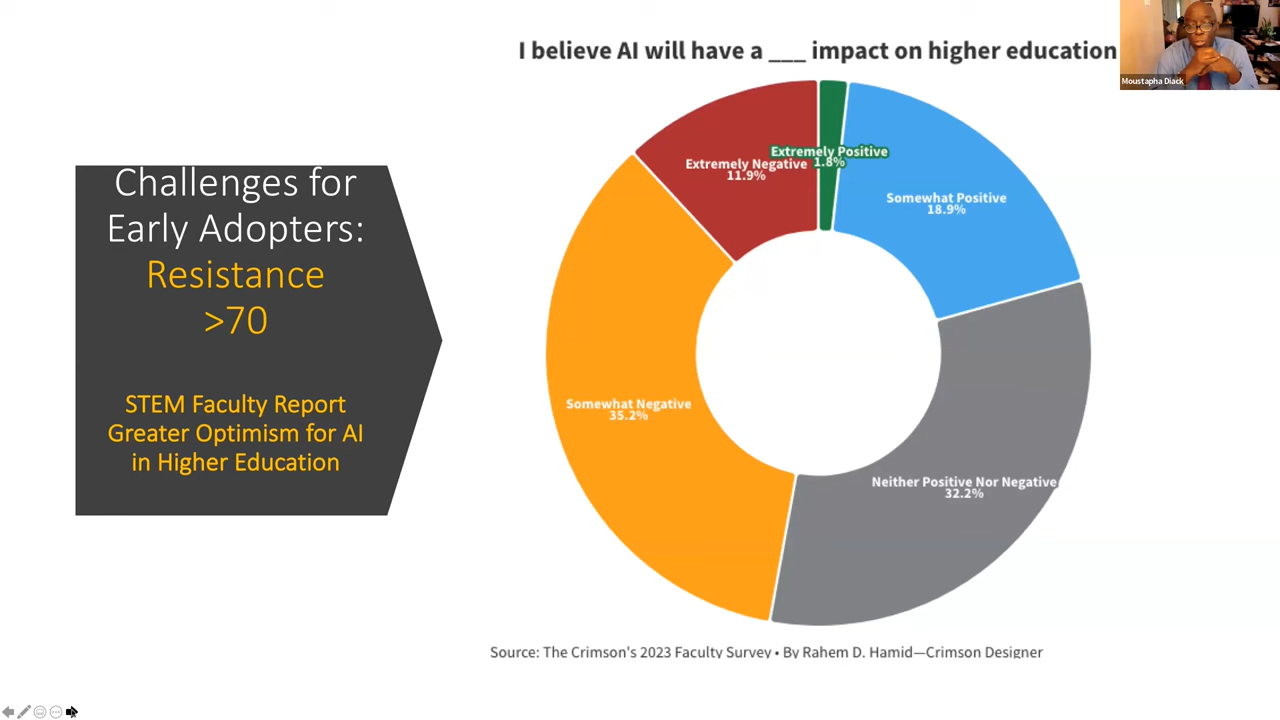 I believe AI will have a ___ impact on higher education
Moustapha Diack
Challenges for
Early Adopters:
Resistance
>70
STEM Faculty Report
Greater Optimism for AI
in Higher Education
Extremely Negative
11.9%
Extremely Positive
1.8%
Somewhat Positive
18.9%
Somewhat Negative
35.2%
Neither Positive Nor Negative
32.2%
Source: The Crimson's 2023 Faculty Survey • By Rahem D. Hamid—Crimson Designer